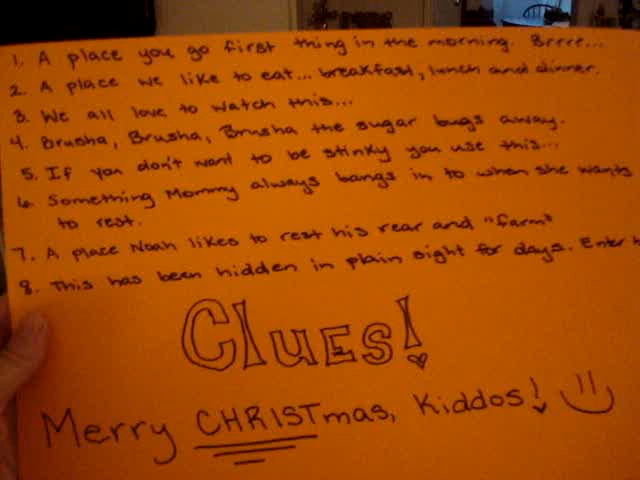 1. A place you go first thing in the morning. Brrrr...
2. A place we like to eat... breakfast, lunch and dinner.
3. We all love to watch this...
4. Brusha, Brusha, Brusha the sugar bugs away.
5. If you don't want to be stinky you use this...
6. Something Mommy always bangs in to when she wants
to rest.
7. A place Noah likes to rest his rear and "farm"
8. This has been hidden in plain sight for days. Enter
Clues!
Merry CHRISTmas, Kiddos!